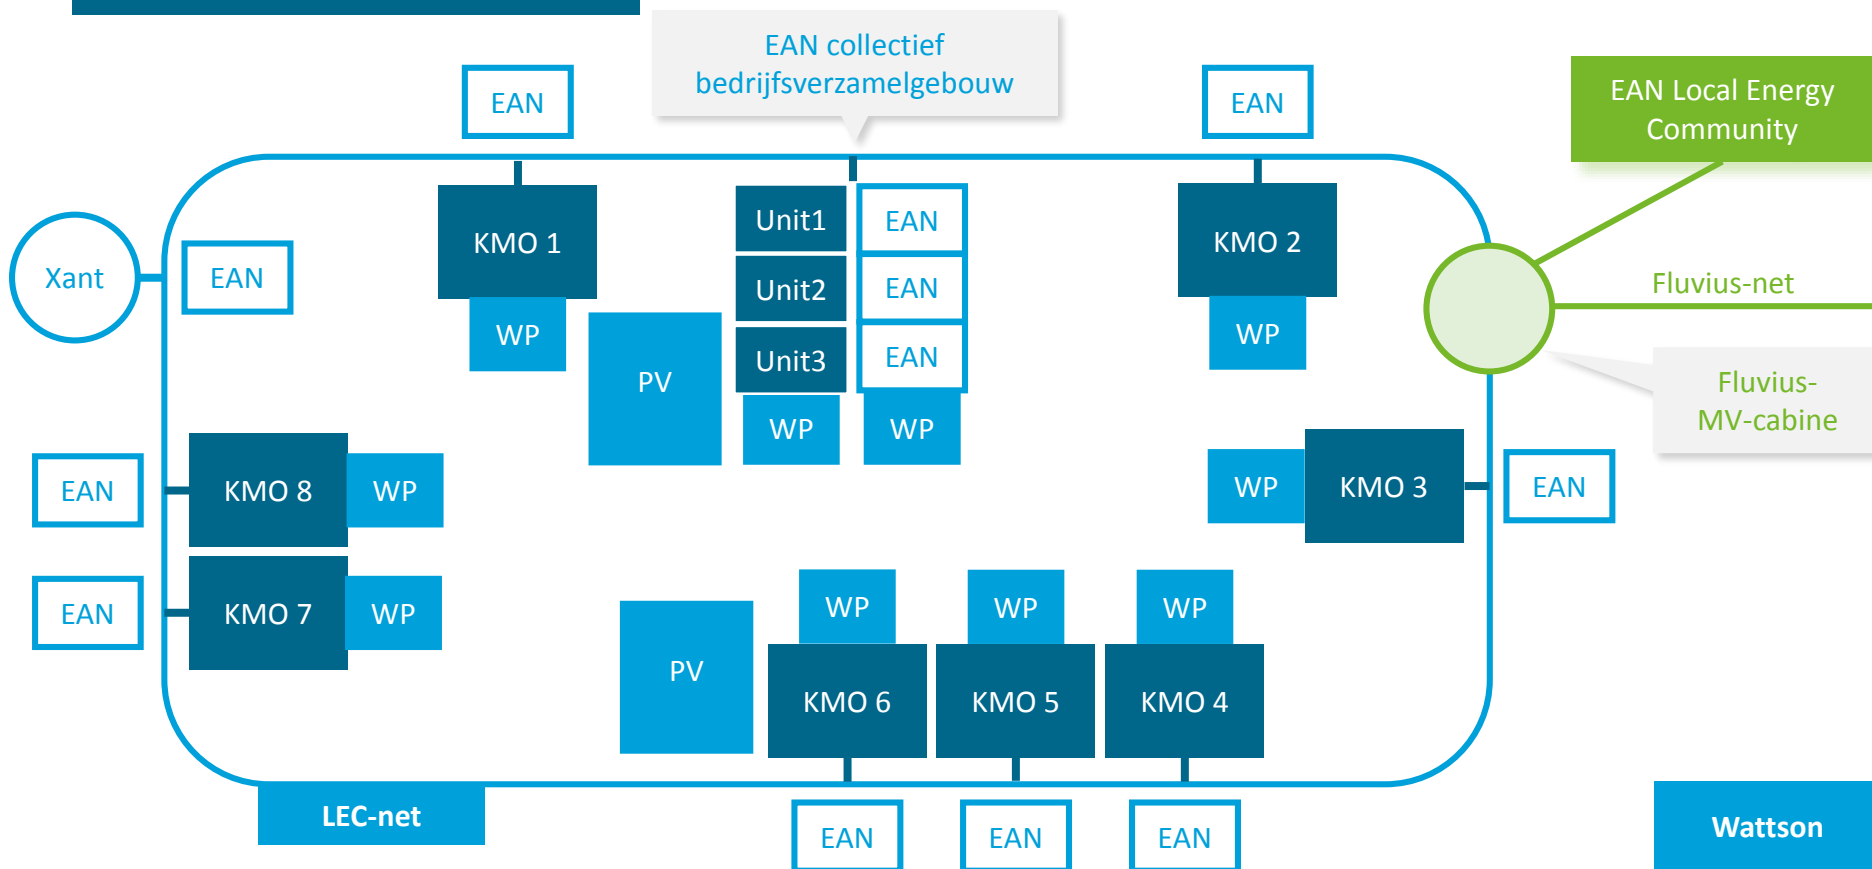 EAN collectief
bedrijfsverzamelgebouw
EAN
EAN
EAN Local Energy
Community
Xant
EAN
KMO 1
WP
PV
Unit1
EAN
Unit2
EAN
Unit3
EAN
WP
WP
KMO 2
WP
Fluvius-net
Fluvius-
MV-cabine
EAN
KMO 8
WP
WP
KMO 3
EAN
EAN
KMO 7
WP
PV
WP
WP
WP
KMO 6
KMO 5
KMO 4
LEC-net
EAN
EAN
EAN
Wattson